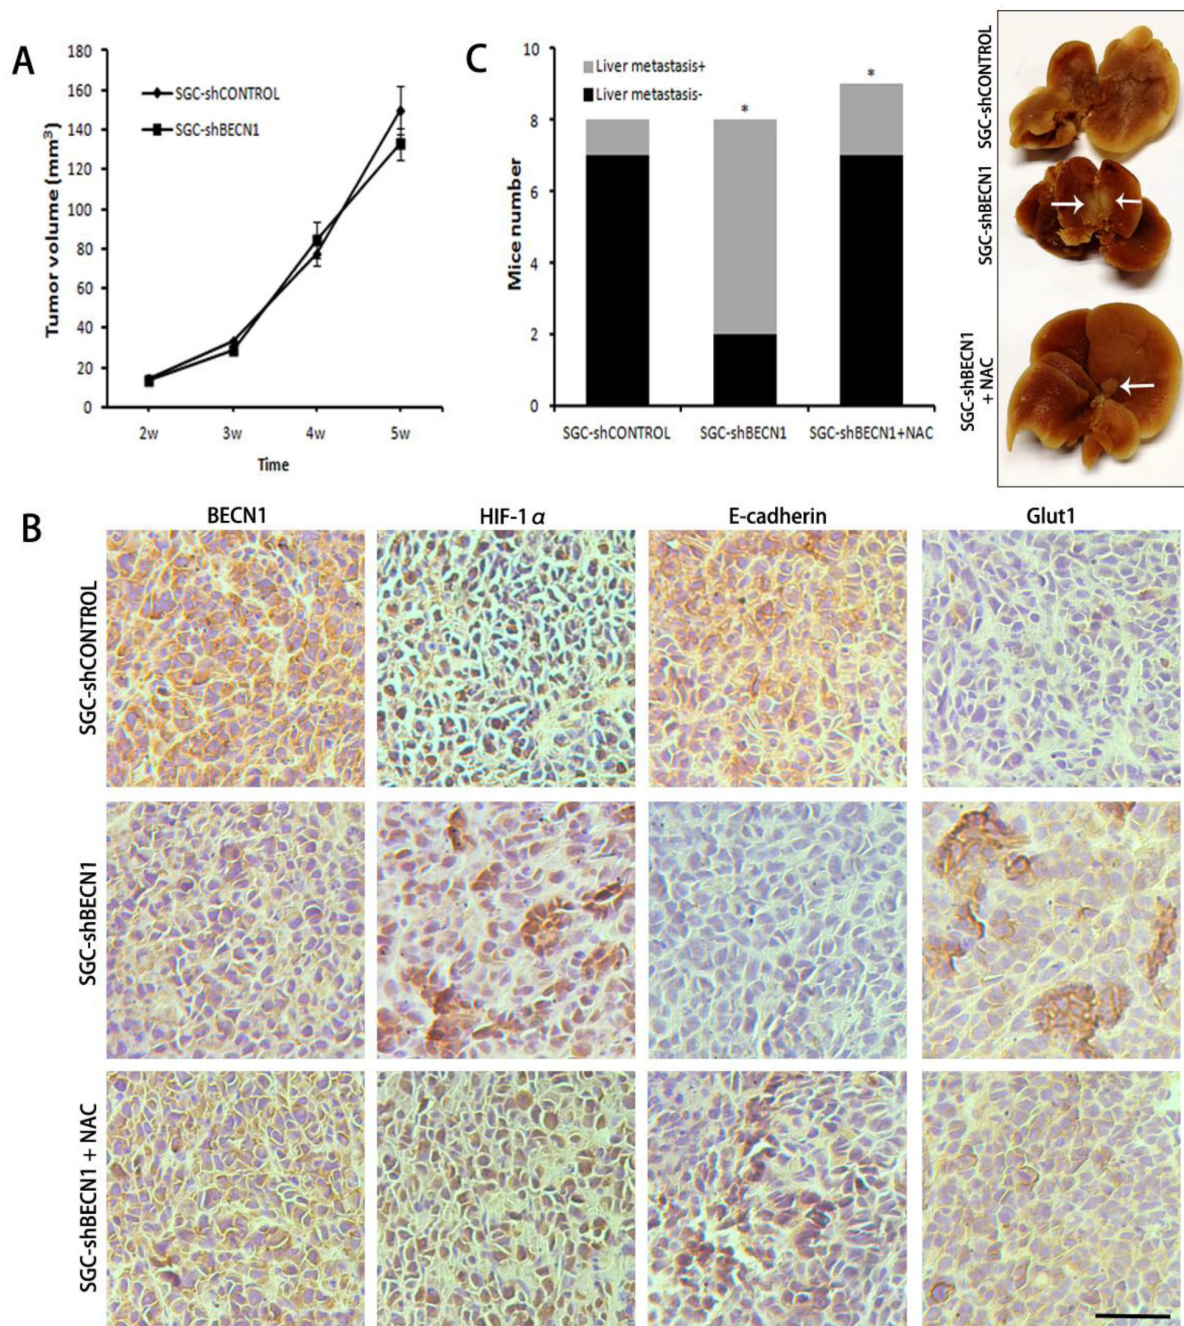 A
Tumor volume (mm³)
180
160
140
120
100
80
60
40
20
0
SGC-shCONTROL
SGC-shBECN1
2w 3w 4w 5w
Time
C
Mice number
10
8
6
4
2
0
Liver metastasis+
Liver metastasis-
*
*
SGC-shCONTROL SGC-shBECN1 SGC-shBECN1+NAC
SGC-shCONTROL
SGC-shBECN1
SGC-shBECN1
+ NAC
B
BECN1 HIF-1α E-cadherin Glut1
SGC-shCONTROL
SGC-shBECN1
SGC-shBECN1 + NAC